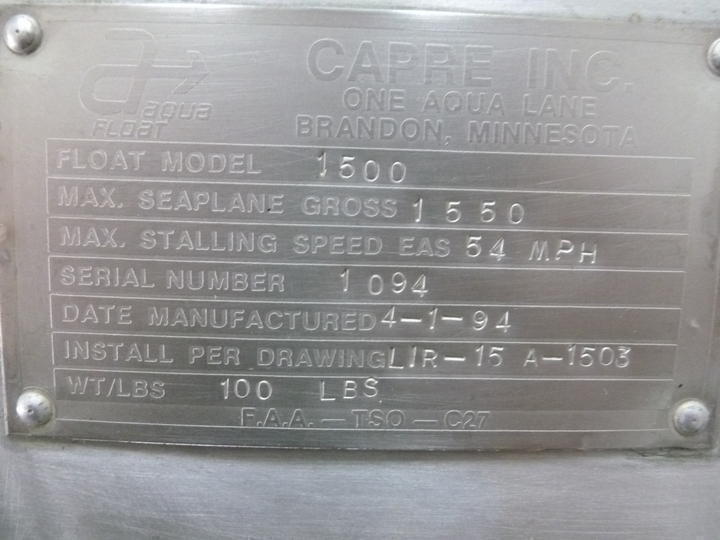 aqua
FLOAT
CAPRE INC.
ONE AQUA LANE
BRANDON, MINNESOTA
FLOAT MODEL 1500
MAX. SEAPLANE GROSS 1550
MAX. STALLING SPEED EAS 54 MPH
SERIAL NUMBER 1094
DATE MANUFACTURED 4-1-94
INSTALL PER DRAWING LIR-15 A-1503
WT/LBS 100 LBS
F.A.A. - TSO - C27